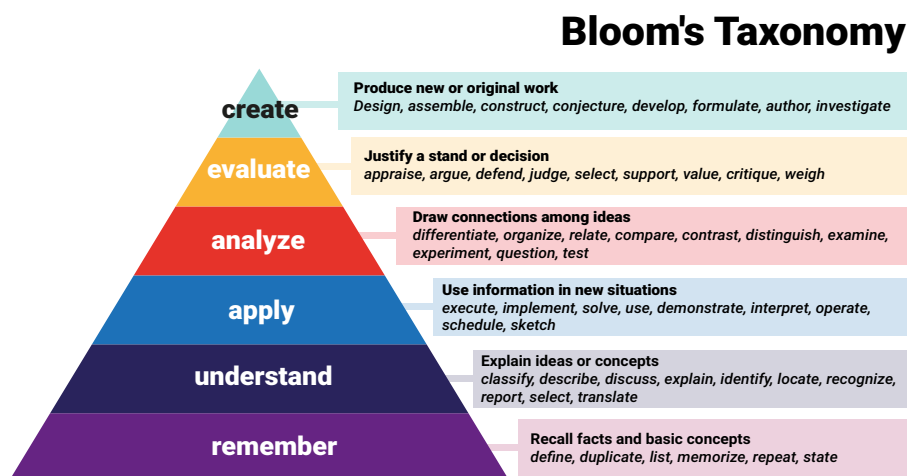 Bloom's Taxonomy
create
Produce new or original work
Design, assemble, construct, conjecture, develop, formulate, author, investigate
evaluate
Justify a stand or decision
appraise, argue, defend, judge, select, support, value, critique, weigh
analyze
Draw connections among ideas
differentiate, organize, relate, compare, contrast, distinguish, examine,
experiment, question, test
apply
Use information in new situations
execute, implement, solve, use, demonstrate, interpret, operate,
schedule, sketch
understand
Explain ideas or concepts
classify, describe, discuss, explain, identify, locate, recognize,
report, select, translate
remember
Recall facts and basic concepts
define, duplicate, list, memorize, repeat, state